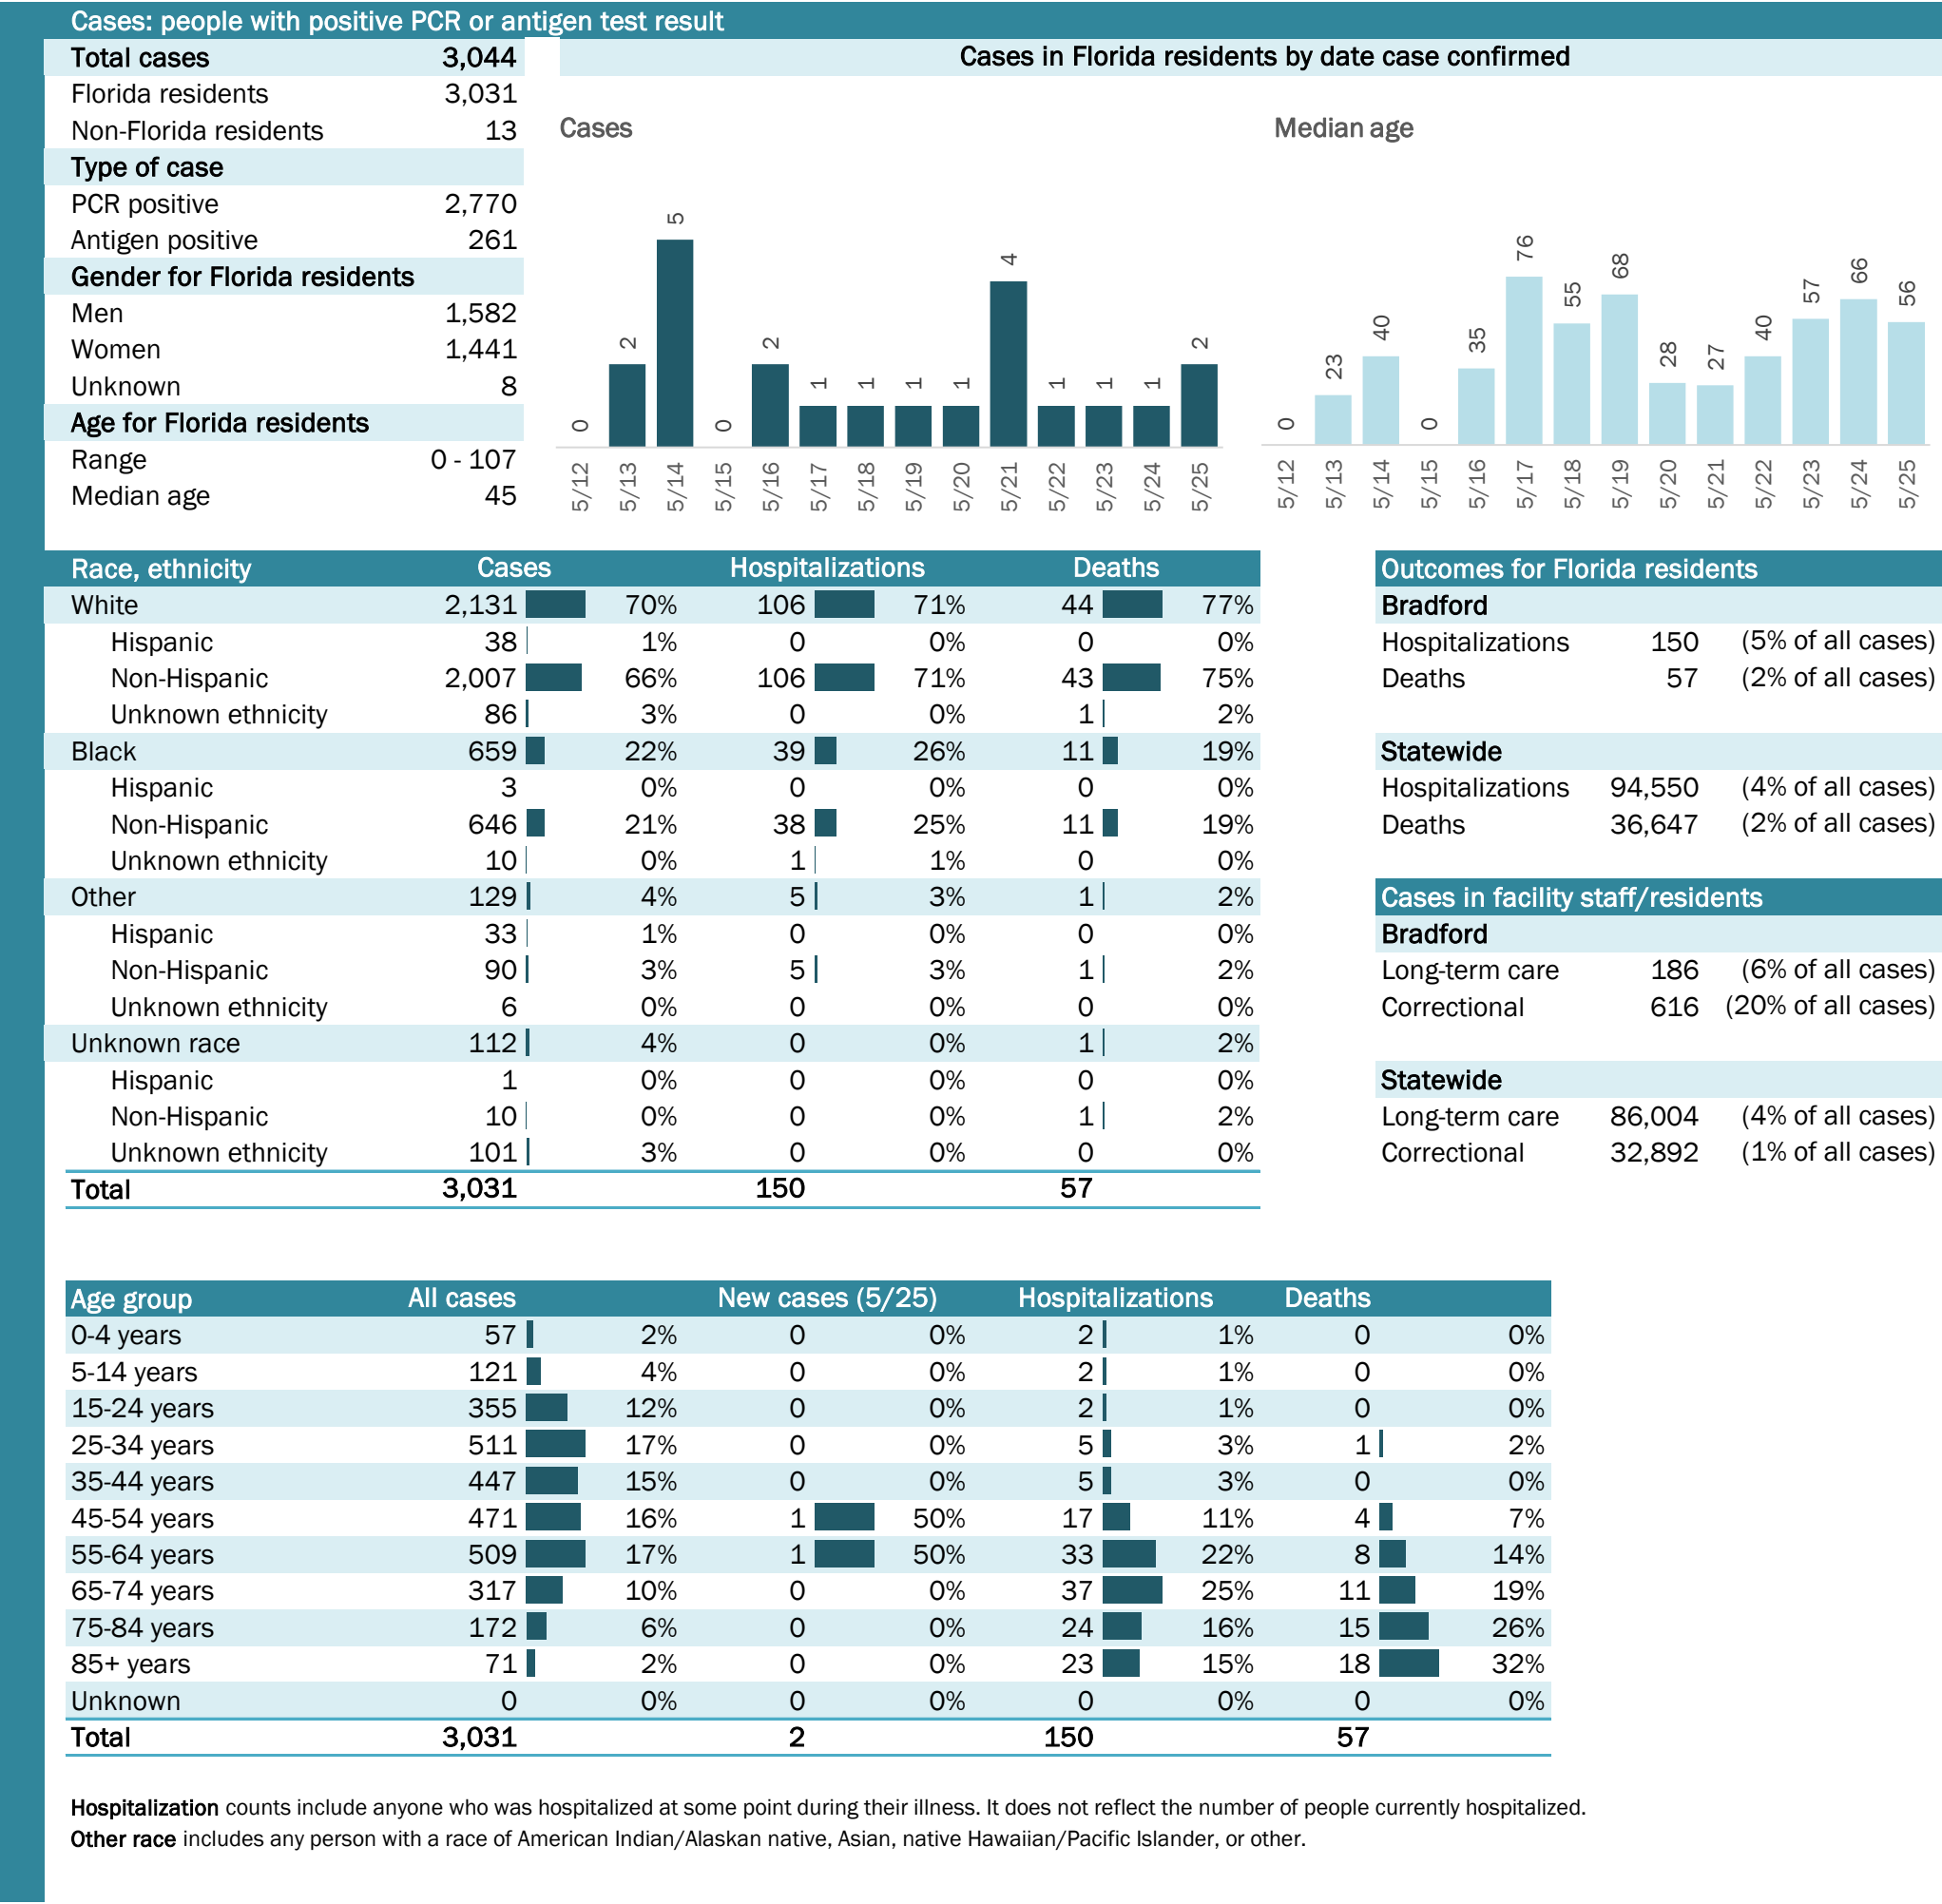 Cases: people with positive PCR or antigen test result
Total cases 3,044
Florida residents 3,031
Non-Florida residents 13
Type of case
PCR positive 2,770
Antigen positive 261
Gender for Florida residents
Men 1,582
Women 1,441
Unknown 8
Age for Florida residents
Range 0 - 107
Median age 45
Cases in Florida residents by date case confirmed
Cases
0 2 5 0 2 1 1 1 1 4 1 1 1 2
5/12 5/13 5/14 5/15 5/16 5/17 5/18 5/19 5/20 5/21 5/22 5/23 5/24 5/25
Median age
0 23 40 0 35 76 55 68 28 27 40 57 66 56
5/12 5/13 5/14 5/15 5/16 5/17 5/18 5/19 5/20 5/21 5/22 5/23 5/24 5/25
Race, ethnicity Cases Hospitalizations Deaths
White 2,131 70% 106 71% 44 77%
Hispanic 38 1% 0 0% 0 0%
Non-Hispanic 2,007 66% 106 71% 43 75%
Unknown ethnicity 86 3% 0 0% 1 2%
Black 659 22% 39 26% 11 19%
Hispanic 3 0% 0 0% 0 0%
Non-Hispanic 646 21% 38 25% 11 19%
Unknown ethnicity 10 0% 1 1% 0 0%
Other 129 4% 5 3% 1 2%
Hispanic 33 1% 0 0% 0 0%
Non-Hispanic 90 3% 5 3% 1 2%
Unknown ethnicity 6 0% 0 0% 0 0%
Unknown race 112 4% 0 0% 1 2%
Hispanic 1 0% 0 0% 0 0%
Non-Hispanic 10 0% 0 0% 1 2%
Unknown ethnicity 101 3% 0 0% 0 0%
Total 3,031 150 57
Outcomes for Florida residents
Bradford
Hospitalizations 150 (5% of all cases)
Deaths 57 (2% of all cases)
Statewide
Hospitalizations 94,550 (4% of all cases)
Deaths 36,647 (2% of all cases)
Cases in facility staff/residents
Bradford
Long-term care 186 (6% of all cases)
Correctional 616 (20% of all cases)
Statewide
Long-term care 86,004 (4% of all cases)
Correctional 32,892 (1% of all cases)
Age group All cases New cases (5/25) Hospitalizations Deaths
0-4 years 57 2% 0 0% 2 1% 0 0%
5-14 years 121 4% 0 0% 2 1% 0 0%
15-24 years 355 12% 0 0% 2 1% 0 0%
25-34 years 511 17% 0 0% 5 3% 1 2%
35-44 years 447 15% 0 0% 5 3% 0 0%
45-54 years 471 16% 1 50% 17 11% 4 7%
55-64 years 509 17% 1 50% 33 22% 8 14%
65-74 years 317 10% 0 0% 37 25% 11 19%
75-84 years 172 6% 0 0% 24 16% 15 26%
85+ years 71 2% 0 0% 23 15% 18 32%
Unknown 0 0% 0 0% 0 0% 0 0%
Total 3,031 2 150 57
Hospitalization counts include anyone who was hospitalized at some point during their illness. It does not reflect the number of people currently hospitalized.
Other race includes any person with a race of American Indian/Alaskan native, Asian, native Hawaiian/Pacific Islander, or other.